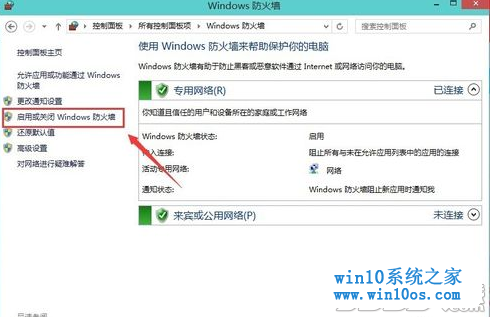 Windows 防火墙
控制面板 ▸ 所有控制面板项 ▸ Windows 防火墙
搜索控制面板
控制面板主页
允许应用或功能通过 Windows
防火墙
更改通知设置
启用或关闭 Windows 防火墙
还原默认值
高级设置
对网络进行疑难解答
使用 Windows 防火墙来帮助保护你的电脑
Windows 防火墙有助于防止黑客或恶意软件通过 Internet 或网络访问你的电脑。
专用网络(R) 已连接
你知道且信任的用户和设备所在的家庭或工作网络
Windows 防火墙状态: 启用
入连接: 阻止所有与未在允许应用列表中的应用的连接
活动专用网络: 网络
通知状态: Windows 防火墙阻止新应用时通知我
来宾或公用网络(P) 未连接
win10系统之家
www.win10os.com